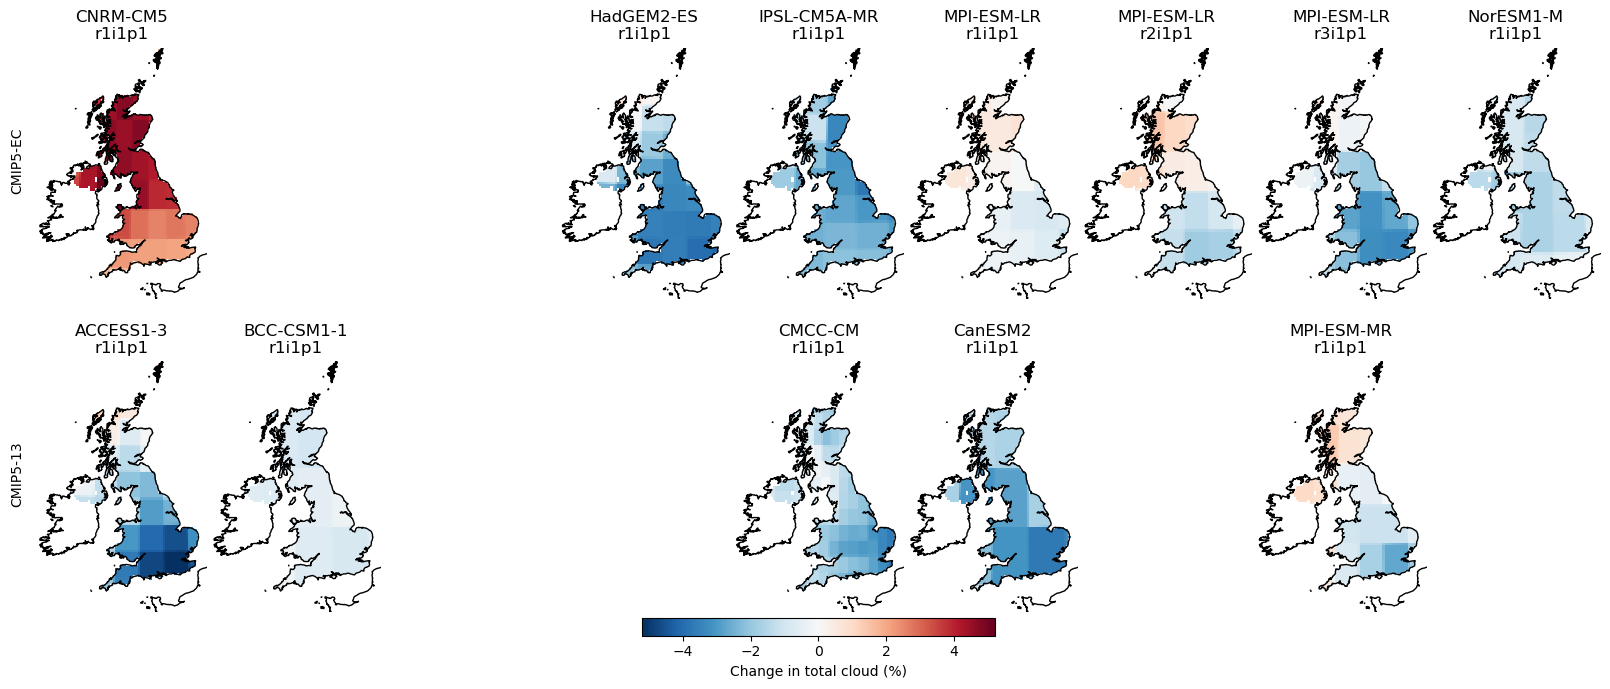 CNRM-CM5
r1i1p1
HadGEM2-ES
r1i1p1
IPSL-CM5A-MR
r1i1p1
MPI-ESM-LR
r1i1p1
MPI-ESM-LR
r2i1p1
MPI-ESM-LR
r3i1p1
NorESM1-M
r1i1p1
CMIP5-EC
ACCESS1-3
r1i1p1
BCC-CSM1-1
r1i1p1
CMCC-CM
r1i1p1
CanESM2
r1i1p1
MPI-ESM-MR
r1i1p1
CMIP5-13
−4 −2 0 2 4
Change in total cloud (%)